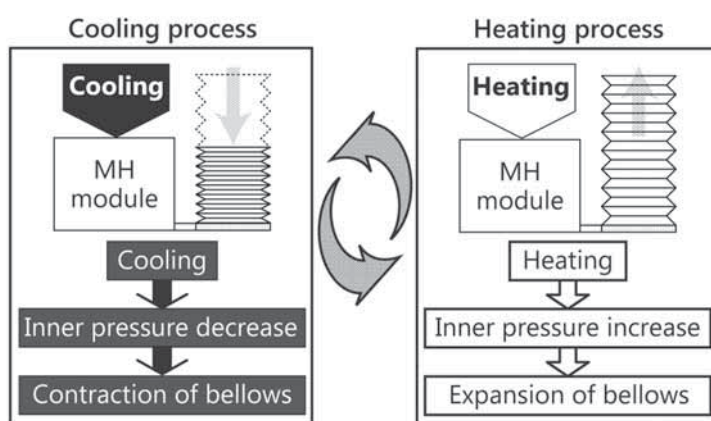 Cooling process
Cooling
MH
module
Cooling
Inner pressure decrease
Contraction of bellows
Heating process
Heating
MH
module
Heating
Inner pressure increase
Expansion of bellows